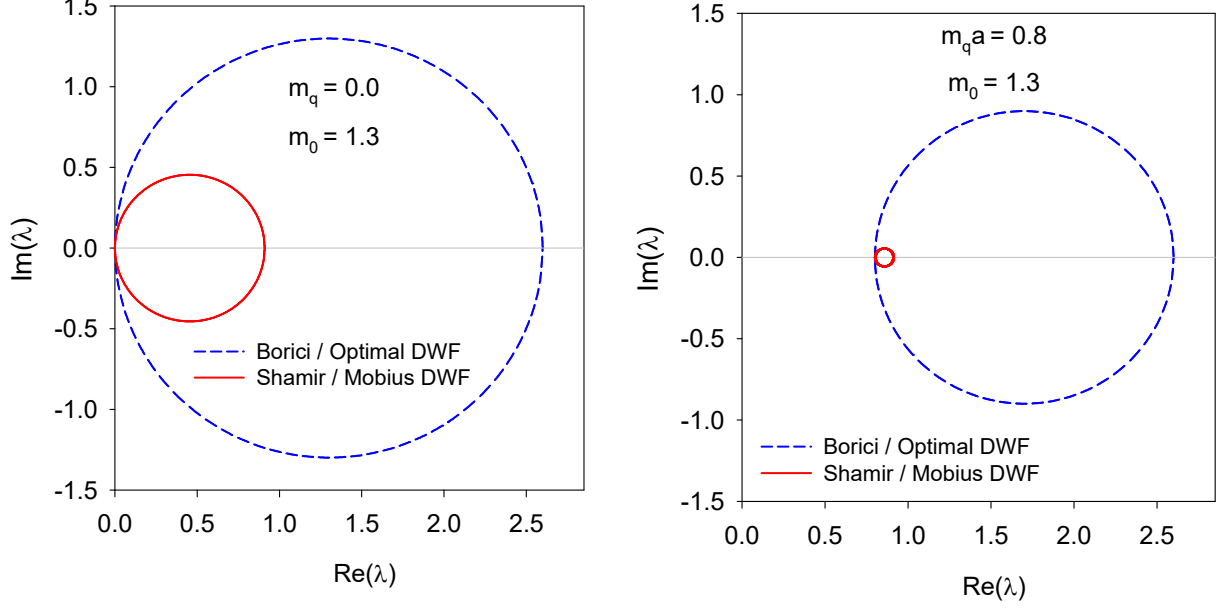 1.5
1.0
0.5
0.0
-0.5
-1.0
-1.5
Im(λ)
m_q = 0.0
m_0 = 1.3
Borici / Optimal DWF
Shamir / Mobius DWF
0.0 0.5 1.0 1.5 2.0 2.5
Re(λ)
1.5
1.0
0.5
0.0
-0.5
-1.0
-1.5
Im(λ)
m_qa = 0.8
m_0 = 1.3
Borici / Optimal DWF
Shamir / Mobius DWF
0.0 0.5 1.0 1.5 2.0 2.5
Re(λ)